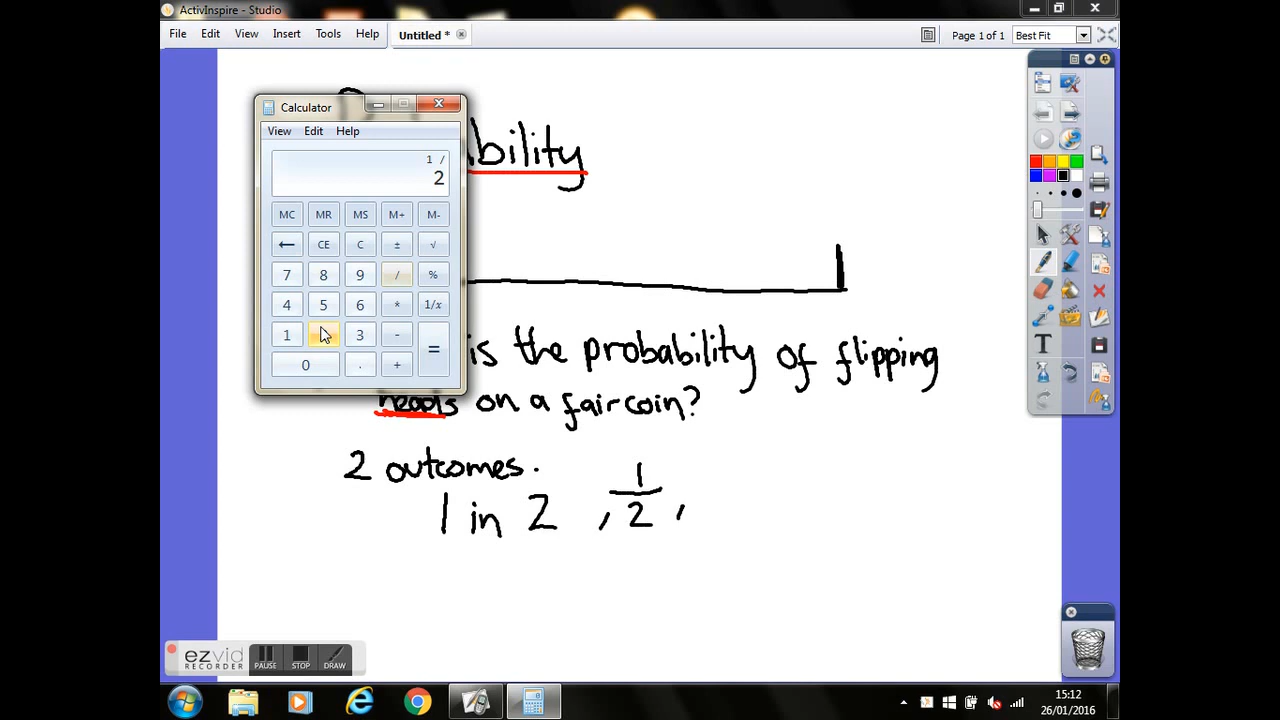 ActivInspire - Studio
File Edit View Insert Tools Help Untitled * Page 1 of 1 Best Fit
Calculator
View Edit Help
1 /
2
MC MR MS M+ M-
← CE C ± √
7 8 9 / %
4 5 6 * 1/x
1 3 - =
0 . +
bility
is the probability of flipping
heads on a fair coin?
2 outcomes.
1 in 2 , 1/2 ,
T
ezvid
RECORDER
PAUSE STOP DRAW
15:12
26/01/2016